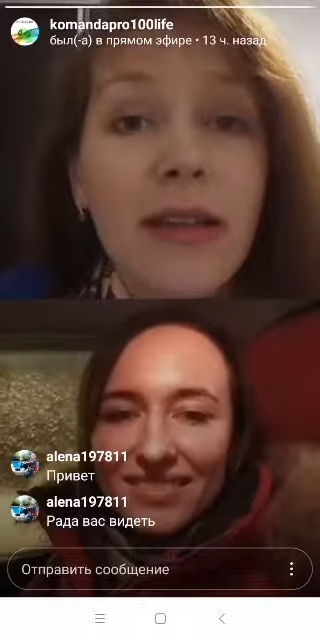 komandapro100life
был(-а) в прямом эфире • 13 ч. назад
alena197811
Привет
alena197811
Рада вас видеть
Отправить сообщение